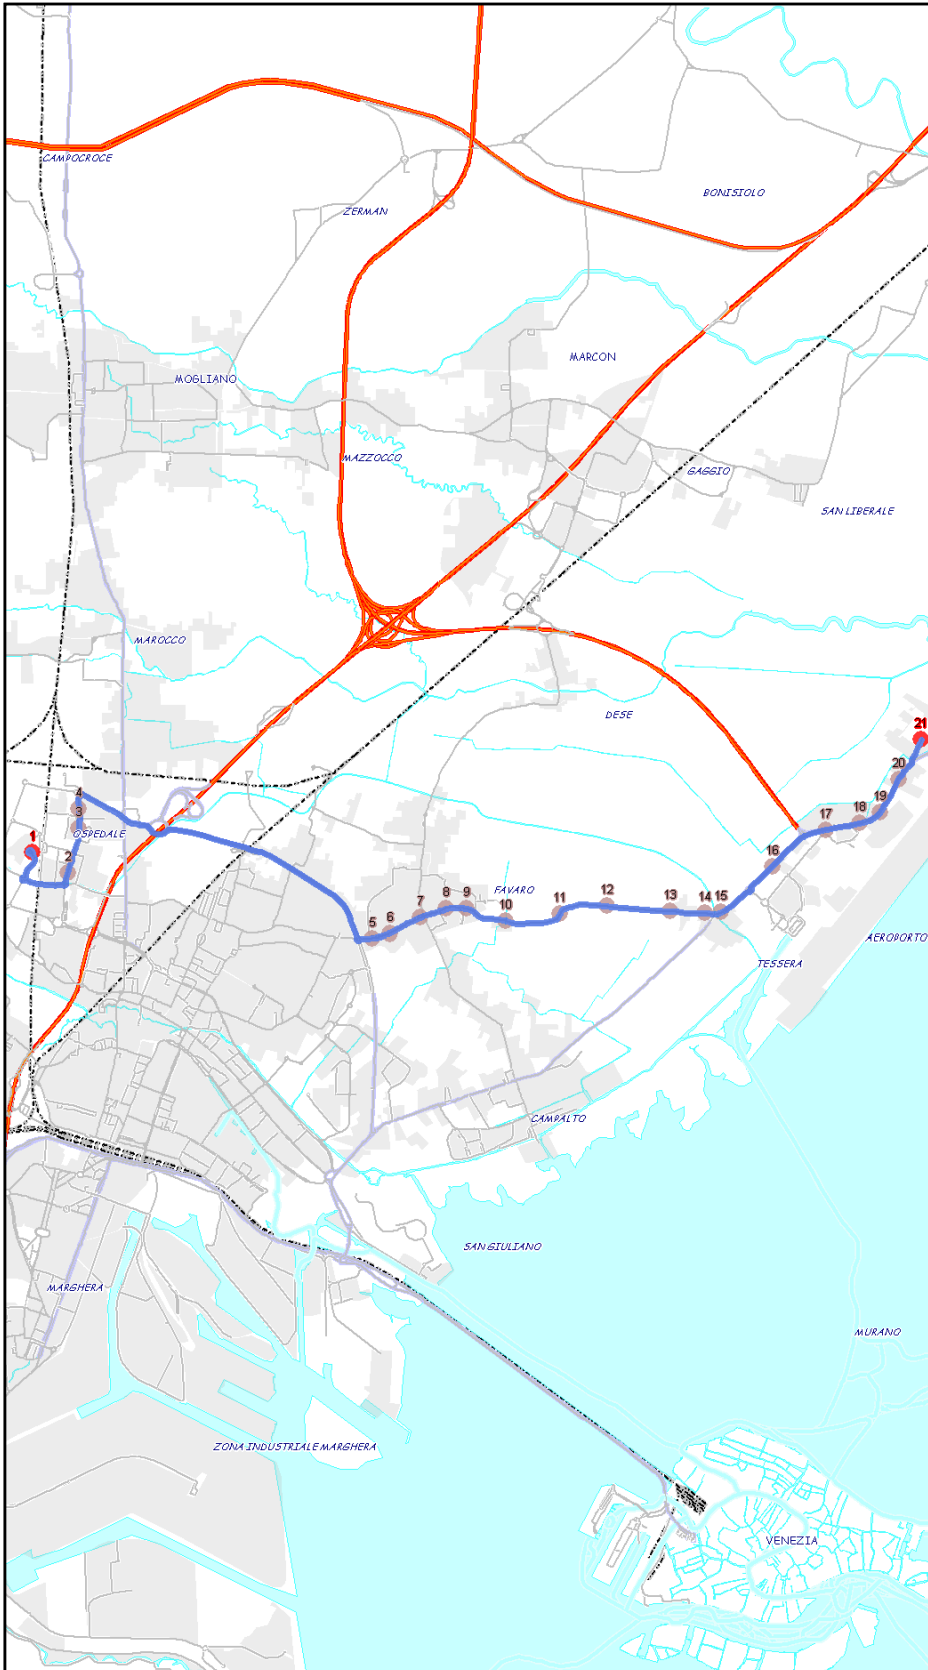 CAMPOCROCE
BONISIOLO
ZERMAN
MARCON
MOGLIANO
MAZZOCCO
GAGGIO
SAN LIBERALE
MAROCCO
DESE
21
20
4
3
19
18
17
OSPEDALE
1
16
2
FAVARO
12
6
7
8
9
10
11
13
14
15
5
AEROPORTO
TESSERA
CAMPALTO
SAN GIULIANO
MARGHERA
MURANO
ZONA INDUSTRIALE MARGHERA
VENEZIA